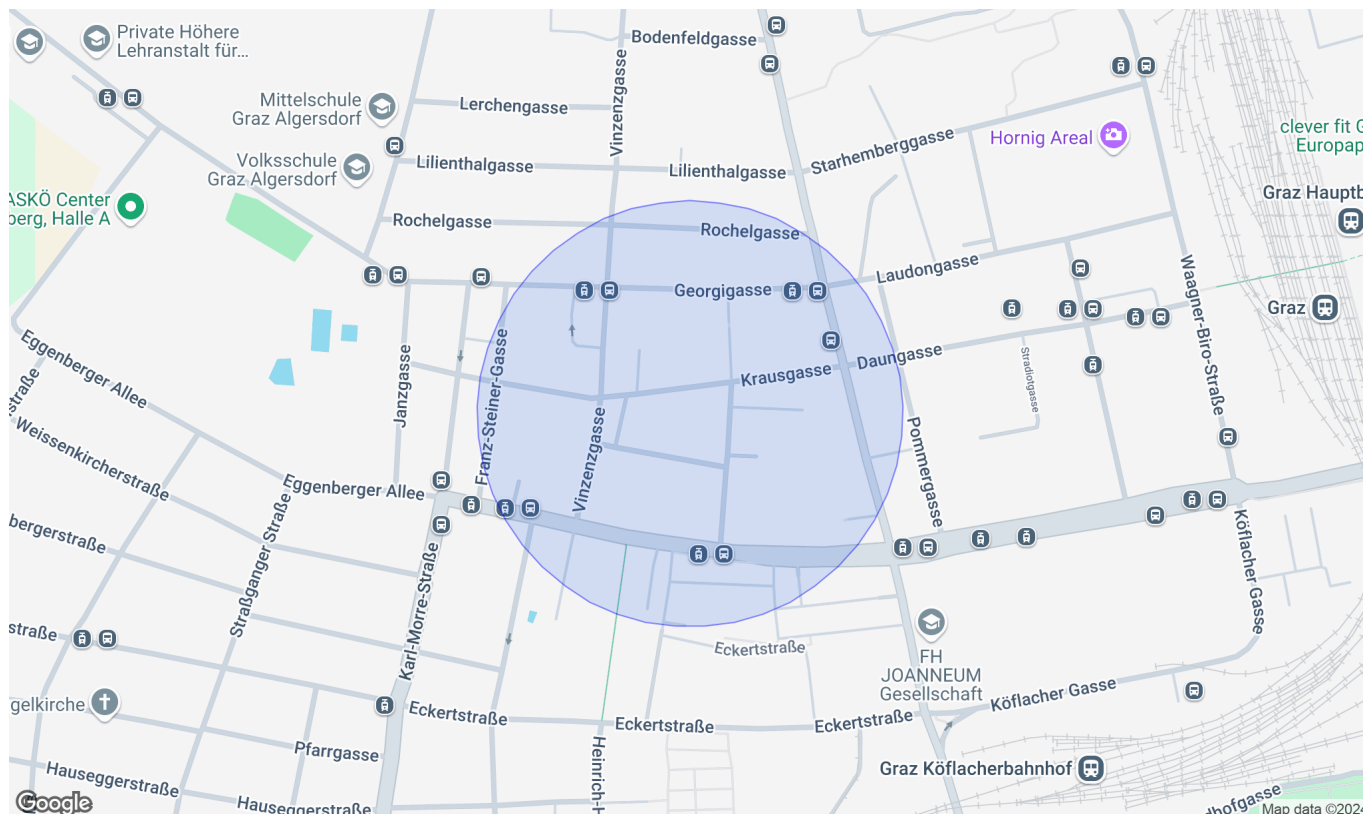 Private Höhere
Lehranstalt für…
Bodenfeldgasse
Mittelschule
Graz Algersdorf
Lerchengasse
Vinzenzgasse
Volksschule
Graz Algersdorf
Lilienthalgasse
Lilienthalgasse
Starhemberggasse
Hornig Areal
clever fit G
Europap
ASKÖ Center
berg, Halle A
Graz Hauptb
Rochelgasse
Rochelgasse
Laudongasse
Georgigasse
Waagner-Biro-Straße
Graz
Eggenberger Allee
Janzgasse
Franz-Steiner-Gasse
Krausgasse
Daungasse
Stradiotgasse
straße
Weissenkircherstraße
Eggenberger Allee
Vinzenzgasse
Pommergasse
bergerstraße
Straßganger Straße
Karl-Morre-Straße
Köflacher Gasse
straße
Eckertstraße
FH
JOANNEUM
Gesellschaft
gelkirche
Eckertstraße
Eckertstraße
Eckertstraße
Köflacher Gasse
Pfarrgasse
Heinrich-H
Graz Köflacherbahnhof
Hauseggerstraße
Hauseggerstraße
dhofgasse
Google
Map data ©2024